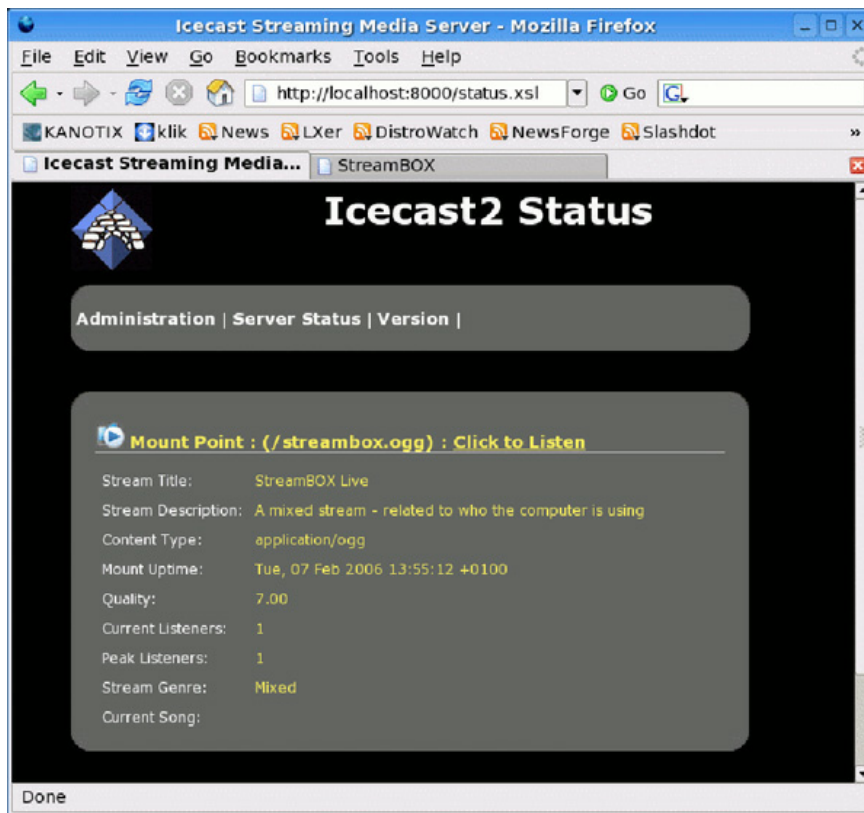 Icecast Streaming Media Server - Mozilla Firefox
File Edit View Go Bookmarks Tools Help
http://localhost:8000/status.xsl Go G
KANOTIX klik News LXer DistroWatch NewsForge Slashdot »
Icecast Streaming Media... StreamBOX
Icecast2 Status
Administration | Server Status | Version |
Mount Point : (/streambox.ogg) : Click to Listen
Stream Title: StreamBOX Live
Stream Description: A mixed stream - related to who the computer is using
Content Type: application/ogg
Mount Uptime: Tue, 07 Feb 2006 13:55:12 +0100
Quality: 7.00
Current Listeners: 1
Peak Listeners: 1
Stream Genre: Mixed
Current Song:
Done